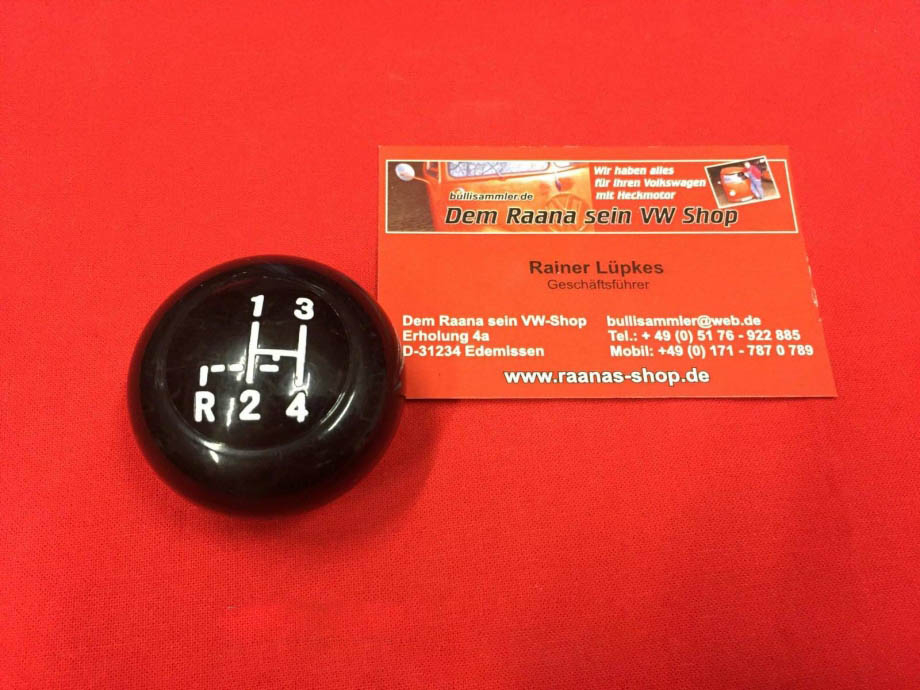 1 3
R 2 4
Wir haben alles
für Ihren Volkswagen
mit Heckmotor
bullisammler.de
Dem Raana sein VW Shop
Rainer Lüpkes
Geschäftsführer
Dem Raana sein VW-Shop bullisammler@web.de
Erholung 4a Tel.: + 49 (0) 51 76 - 922 885
D-31234 Edemissen Mobil: +49 (0) 171 - 787 0 789
www.raanas-shop.de